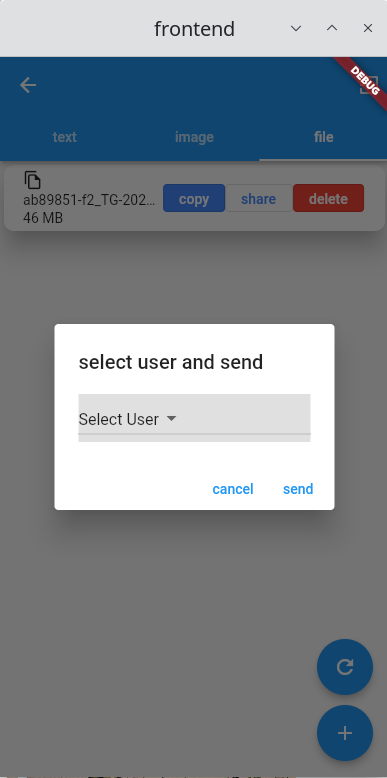 frontend
DEBUG
text
image
file
ab89851-f2_TG-202...
46 MB
copy
share
delete
select user and send
Select User
cancel
send